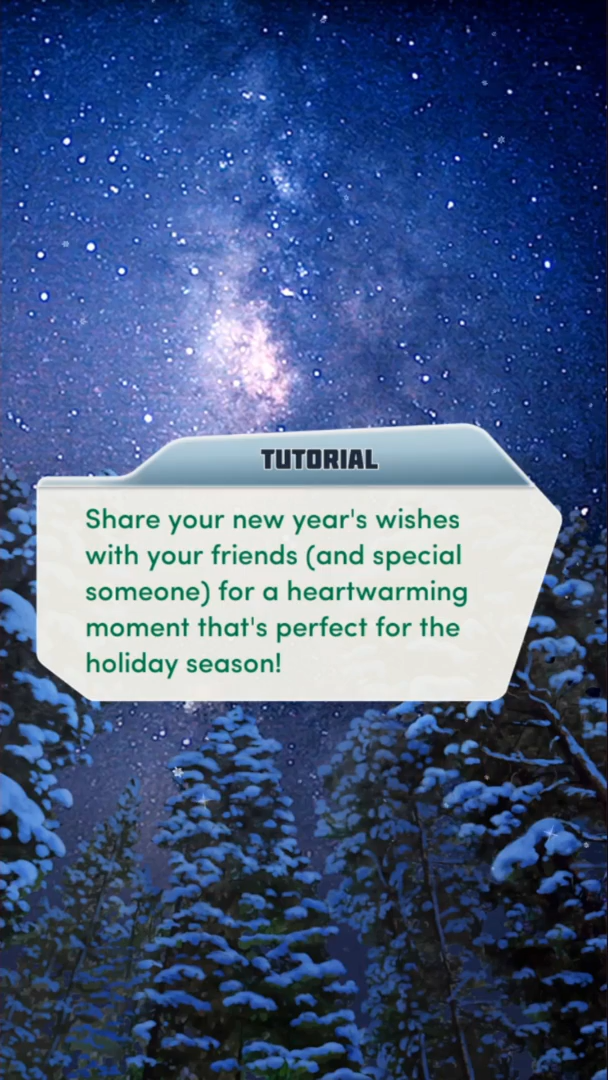 TUTORIAL
Share your new year's wishes
with your friends (and special
someone) for a heartwarming
moment that's perfect for the
holiday season!